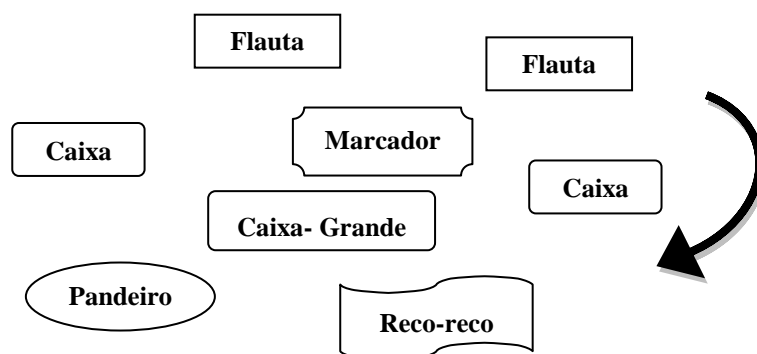 Flauta
Flauta
Marcador
Caixa
Caixa
Caixa- Grande
Pandeiro
Reco-reco